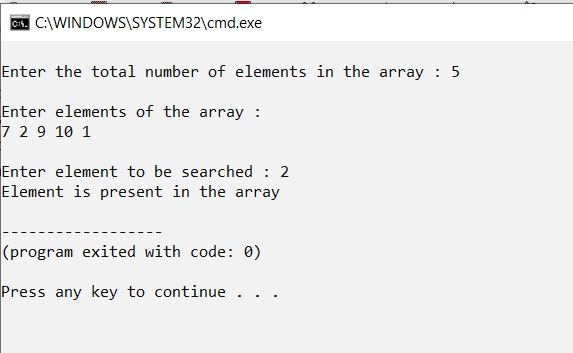 C:\WINDOWS\SYSTEM32\cmd.exe
Enter the total number of elements in the array : 5
Enter elements of the array :
7 2 9 10 1
Enter element to be searched : 2
Element is present in the array
------------------
(program exited with code: 0)
Press any key to continue . . .